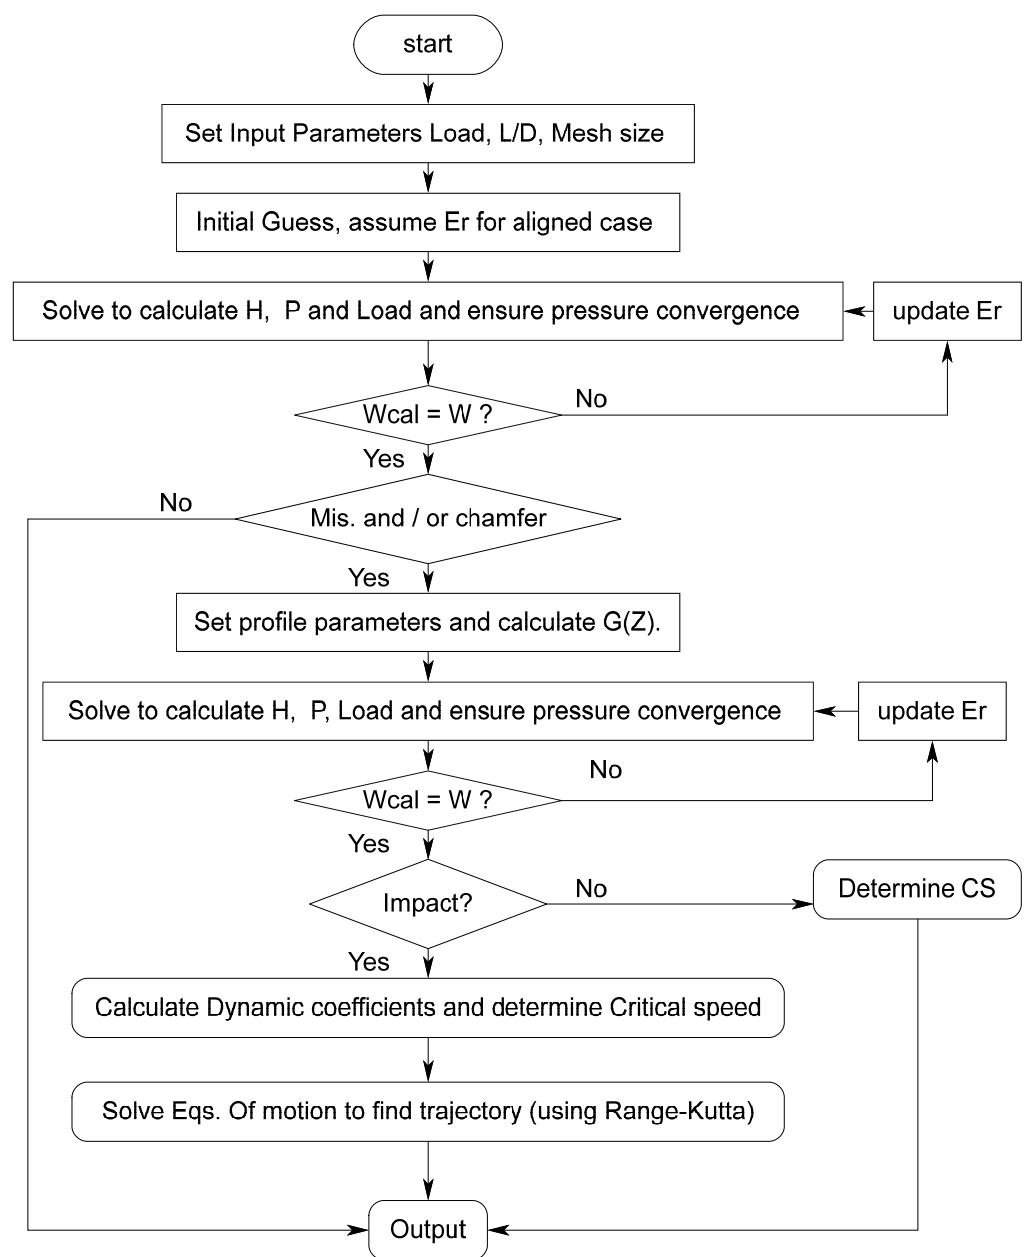 start
Set Input Parameters Load, L/D, Mesh size
Initial Guess, assume Er for aligned case
Solve to calculate H, P and Load and ensure pressure convergence
update Er
Wcal = W ?
No
Yes
No
Mis. and / or chamfer
Yes
Set profile parameters and calculate G(Z).
Solve to calculate H, P, Load and ensure pressure convergence
update Er
No
Wcal = W ?
Yes
Impact?
No
Determine CS
Yes
Calculate Dynamic coefficients and determine Critical speed
Solve Eqs. Of motion to find trajectory (using Range-Kutta)
Output